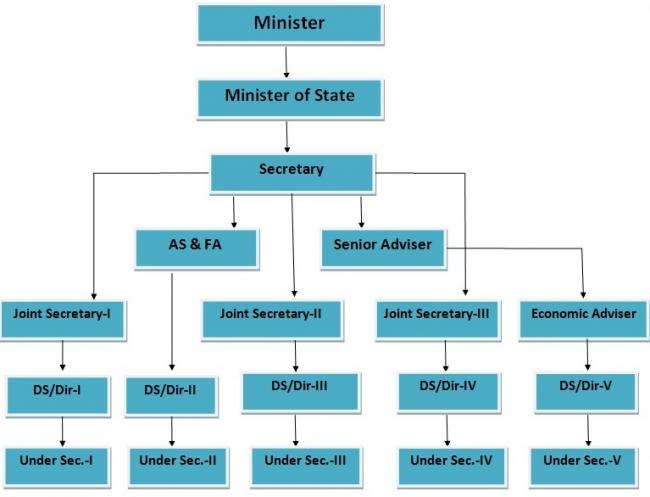 Minister
Minister of State
Secretary
AS & FA
Senior Adviser
Joint Secretary-I
Joint Secretary-II
Joint Secretary-III
Economic Adviser
DS/Dir-I
DS/Dir-II
DS/Dir-III
DS/Dir-IV
DS/Dir-V
Under Sec.-I
Under Sec.-II
Under Sec.-III
Under Sec.-IV
Under Sec.-V